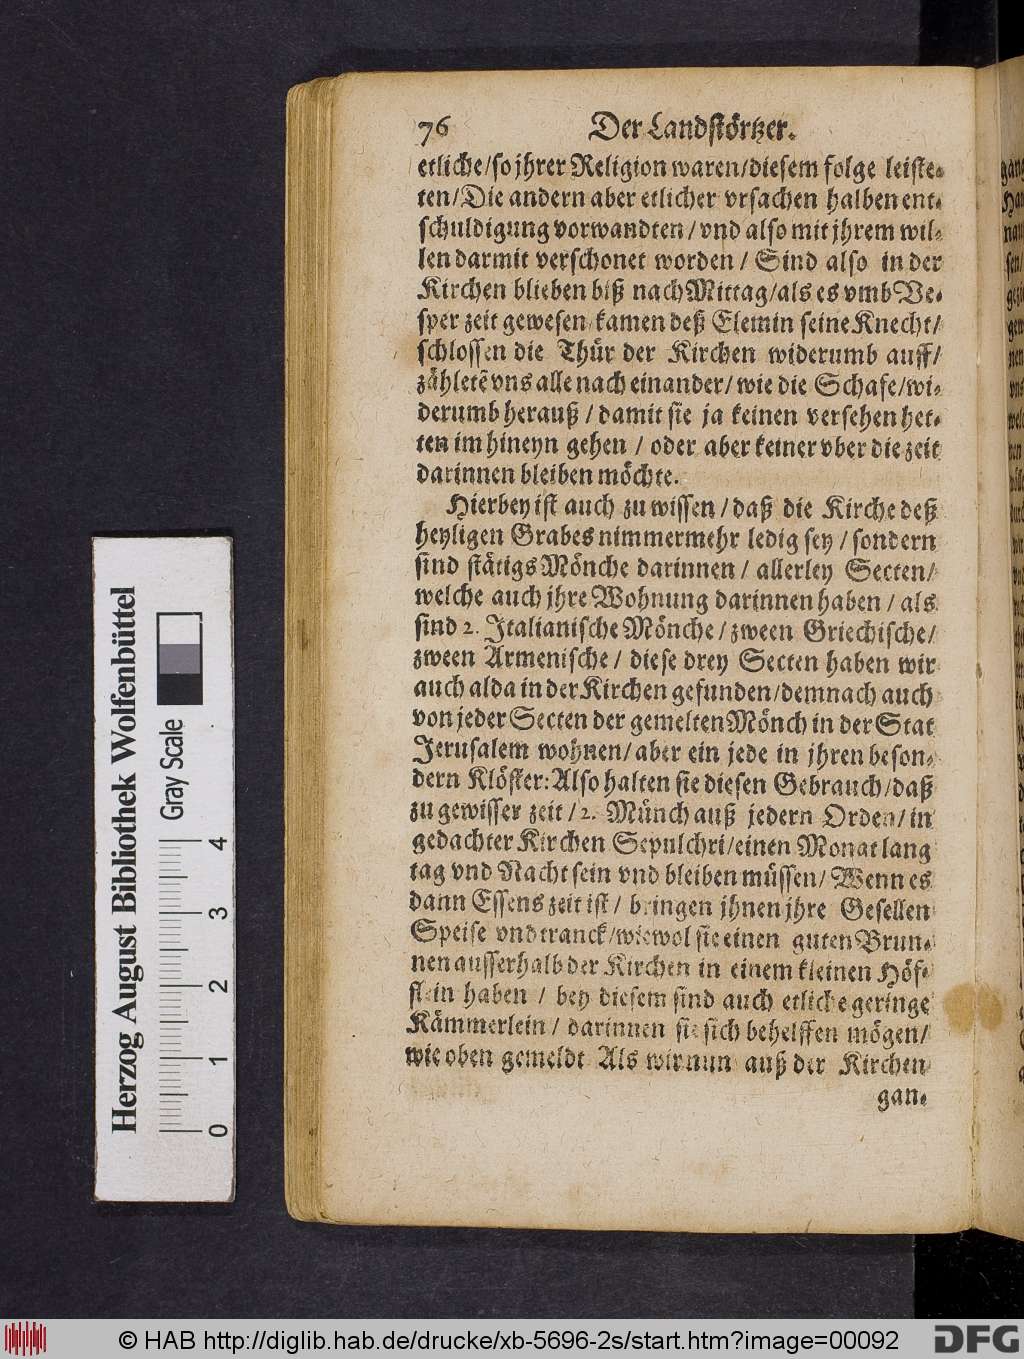 76 Der Landstörtzer.
etliche/so jhrer Religion waren/diesem folge leiste-
ten/Die andern aber etlicher vrsachen halben ent-
schuldigung vorwandten/vnd also mit jhrem wil-
len darmit verschonet worden/Sind also in der
Kirchen blieben biß nach Mittag/als es vmb Ve-
sper zeit gewesen/kamen deß Elemin seine Knecht/
schlossen die Thür der Kirchen widerumb auff/
zähletē vns alle nach einander/wie die Schafe/wi-
derumb herauß/damit sie ja keinen versehen het-
ten im hineyn gehen/oder aber keiner vber die zeit
darinnen bleiben möchte.
Hierbey ist auch zu wissen/daß die Kirche deß
heyligen Grabes nimmermehr ledig sey/sondern
sind stätigs Mönche darinnen/allerley Secten/
welche auch jhre Wohnung darinnen haben/als
sind 2. Italianische Mönche/zween Griechische/
zween Armenische/diese drey Secten haben wir
auch alda in der Kirchen gefunden/demnach auch
von jeder Secten der gemelten Mönch in der Stat
Jerusalem wohnen/aber ein jede in jhren beson-
dern Klöster: Also halten sie diesen Gebrauch/daß
zu gewisser zeit/2. Münch auß jedern Orden/in
gedachter Kirchen Sepulchri/einen Monat lang
tag vnd Nacht sein vnd bleiben müssen/Wenn es
dann Essens zeit ist/bringen jhnen jhre Gesellen
Speise vnd tranck/wiewol sie einen guten Brun-
nen ausserhalb der Kirchen in einem kleinen Höf-
flein haben/bey diesem sind auch etliche geringe
Kämmerlein/darinnen sie sich behelffen mögen/
wie oben gemeldt Als wir nun auß der Kirchen
gan-
Herzog August Bibliothek Wolfenbüttel
Gray Scale
0 1 2 3 4
© HAB http://diglib.hab.de/drucke/xb-5696-2s/start.htm?image=00092
DFG